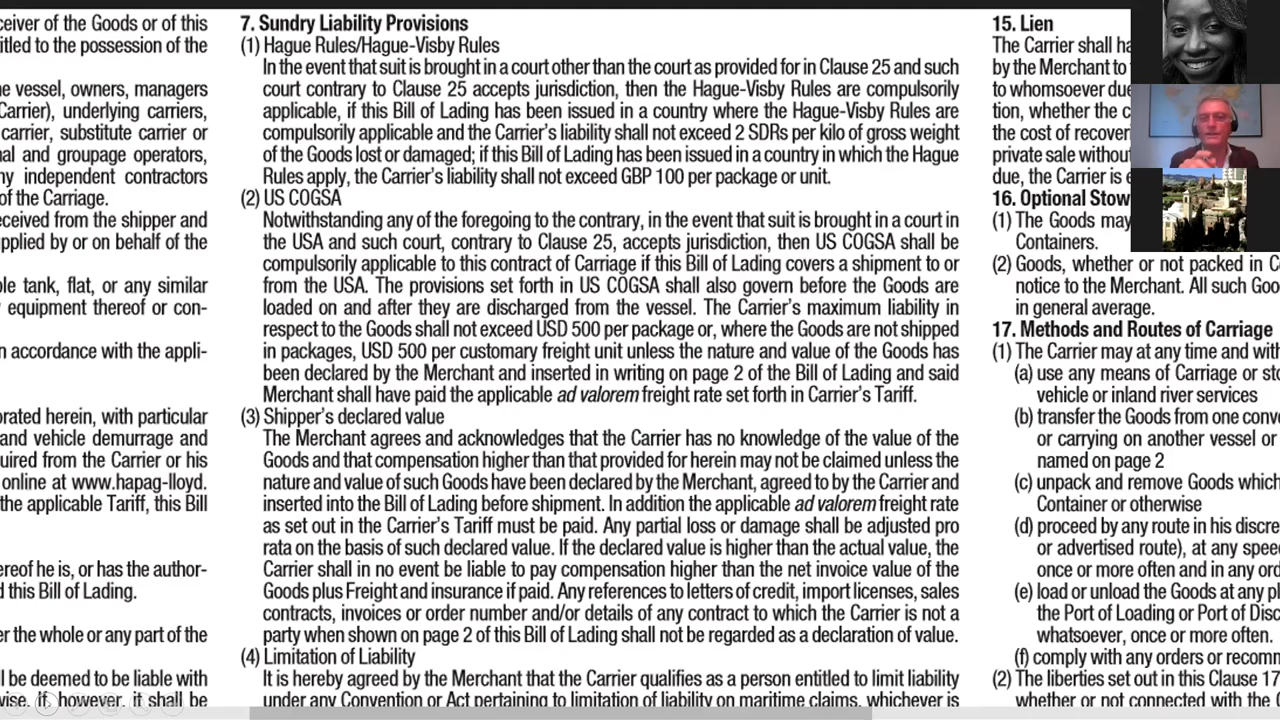 ceiver of the Goods or of this
itled to the possession of the
e vessel, owners, managers
Carrier), underlying carriers,
carrier, substitute carrier or
al and groupage operators,
ny independent contractors
of the Carriage.
eceived from the shipper and
pplied by or on behalf of the
le tank, flat, or any similar
equipment thereof or con-
n accordance with the appli-
orated herein, with particular
and vehicle demurrage and
uired from the Carrier or his
online at www.hapag-lloyd.
the applicable Tariff, this Bill
ereof he is, or has the author-
d this Bill of Lading.
er the whole or any part of the
l be deemed to be liable with
wise, if, however, it shall be
7. Sundry Liability Provisions
(1) Hague Rules/Hague-Visby Rules
In the event that suit is brought in a court other than the court as provided for in Clause 25 and such
court contrary to Clause 25 accepts jurisdiction, then the Hague-Visby Rules are compulsorily
applicable, if this Bill of Lading has been issued in a country where the Hague-Visby Rules are
compulsorily applicable and the Carrier's liability shall not exceed 2 SDRs per kilo of gross weight
of the Goods lost or damaged; if this Bill of Lading has been issued in a country in which the Hague
Rules apply, the Carrier's liability shall not exceed GBP 100 per package or unit.
(2) US COGSA
Notwithstanding any of the foregoing to the contrary, in the event that suit is brought in a court in
the USA and such court, contrary to Clause 25, accepts jurisdiction, then US COGSA shall be
compulsorily applicable to this contract of Carriage if this Bill of Lading covers a shipment to or
from the USA. The provisions set forth in US COGSA shall also govern before the Goods are
loaded on and after they are discharged from the vessel. The Carrier's maximum liability in
respect to the Goods shall not exceed USD 500 per package or, where the Goods are not shipped
in packages, USD 500 per customary freight unit unless the nature and value of the Goods has
been declared by the Merchant and inserted in writing on page 2 of the Bill of Lading and said
Merchant shall have paid the applicable ad valorem freight rate set forth in Carrier's Tariff.
(3) Shipper's declared value
The Merchant agrees and acknowledges that the Carrier has no knowledge of the value of the
Goods and that compensation higher than that provided for herein may not be claimed unless the
nature and value of such Goods have been declared by the Merchant, agreed to by the Carrier and
inserted into the Bill of Lading before shipment. In addition the applicable ad valorem freight rate
as set out in the Carrier's Tariff must be paid. Any partial loss or damage shall be adjusted pro
rata on the basis of such declared value. If the declared value is higher than the actual value, the
Carrier shall in no event be liable to pay compensation higher than the net invoice value of the
Goods plus Freight and insurance if paid. Any references to letters of credit, import licenses, sales
contracts, invoices or order number and/or details of any contract to which the Carrier is not a
party when shown on page 2 of this Bill of Lading shall not be regarded as a declaration of value.
(4) Limitation of Liability
It is hereby agreed by the Merchant that the Carrier qualifies as a person entitled to limit liability
under any Convention or Act pertaining to limitation of liability on maritime claims, whichever is
15. Lien
The Carrier shall ha
by the Merchant to
to whomsoever due
tion, whether the c
the cost of recover
private sale without
due, the Carrier is e
16. Optional Stow
(1) The Goods may
Containers.
(2) Goods, whether or not packed in C
notice to the Merchant. All such Goo
in general average.
17. Methods and Routes of Carriage
(1) The Carrier may at any time and with
(a) use any means of Carriage or sto
vehicle or inland river services
(b) transfer the Goods from one conve
or carrying on another vessel or
named on page 2
(c) unpack and remove Goods which
Container or otherwise
(d) proceed by any route in his discre
or advertised route), at any spee
once or more often and in any ord
(e) load or unload the Goods at any pl
the Port of Loading or Port of Disc
whatsoever, once or more often.
(f) comply with any orders or recomm
(2) The liberties set out in this Clause 17
whether or not connected with the C